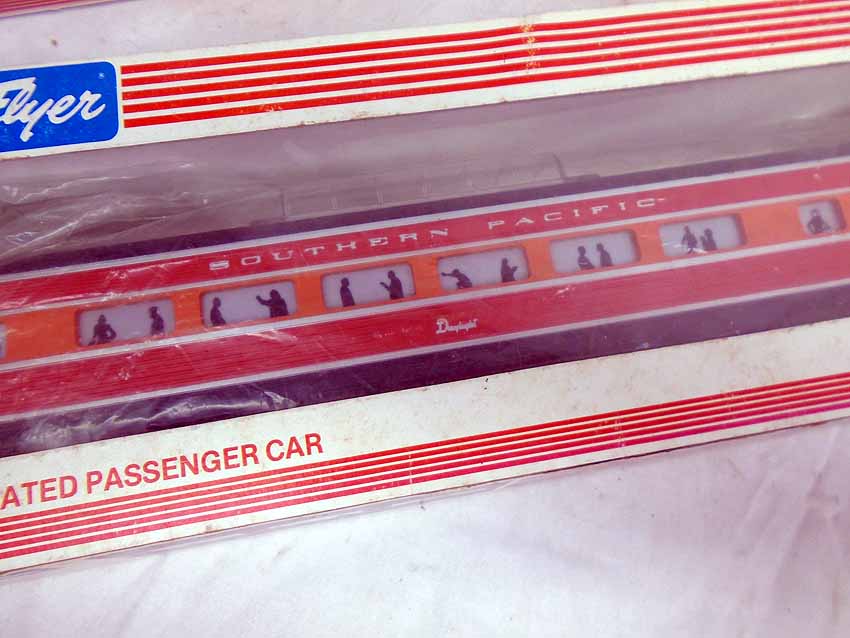 Flyer
SOUTHERN PACIFIC
Daylight
ATED PASSENGER CAR